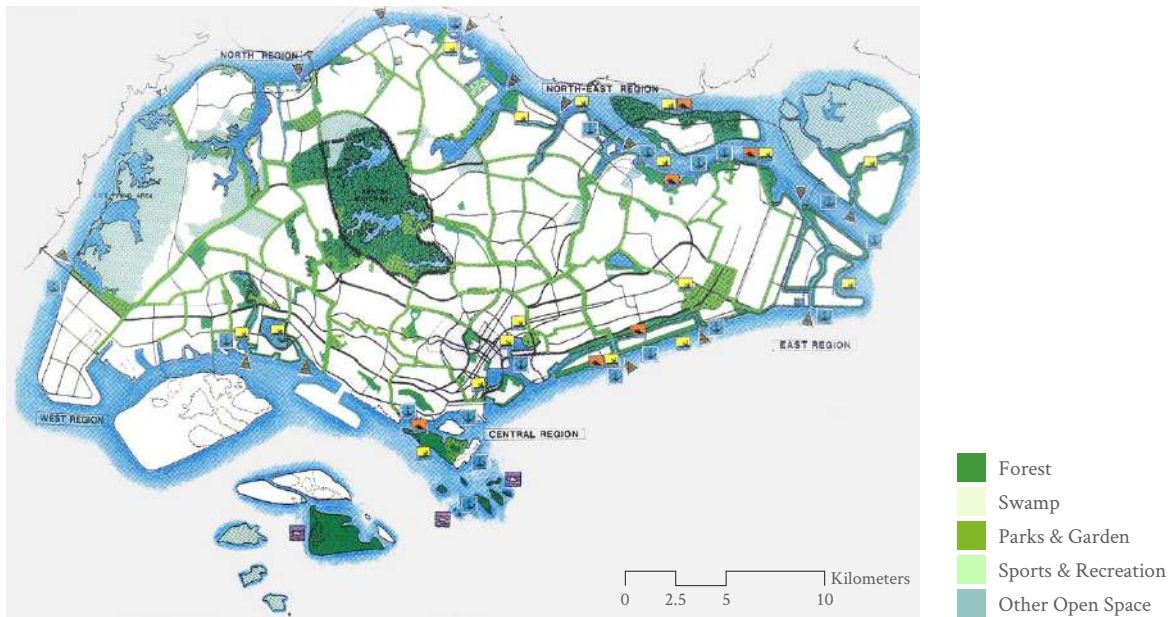 NORTH REGION
NORTH-EAST REGION
EAST REGION
WEST REGION
CENTRAL REGION
Forest
Swamp
Parks & Garden
Sports & Recreation
Other Open Space
Kilometers
0 2.5 5 10